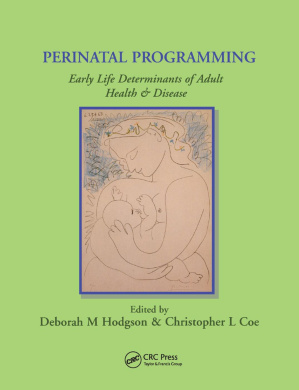 PERINATAL PROGRAMMING
Early Life Determinants of Adult
Health & Disease
Edited by
Deborah M Hodgson & Christopher L Coe
CRC Press
Taylor & Francis Group